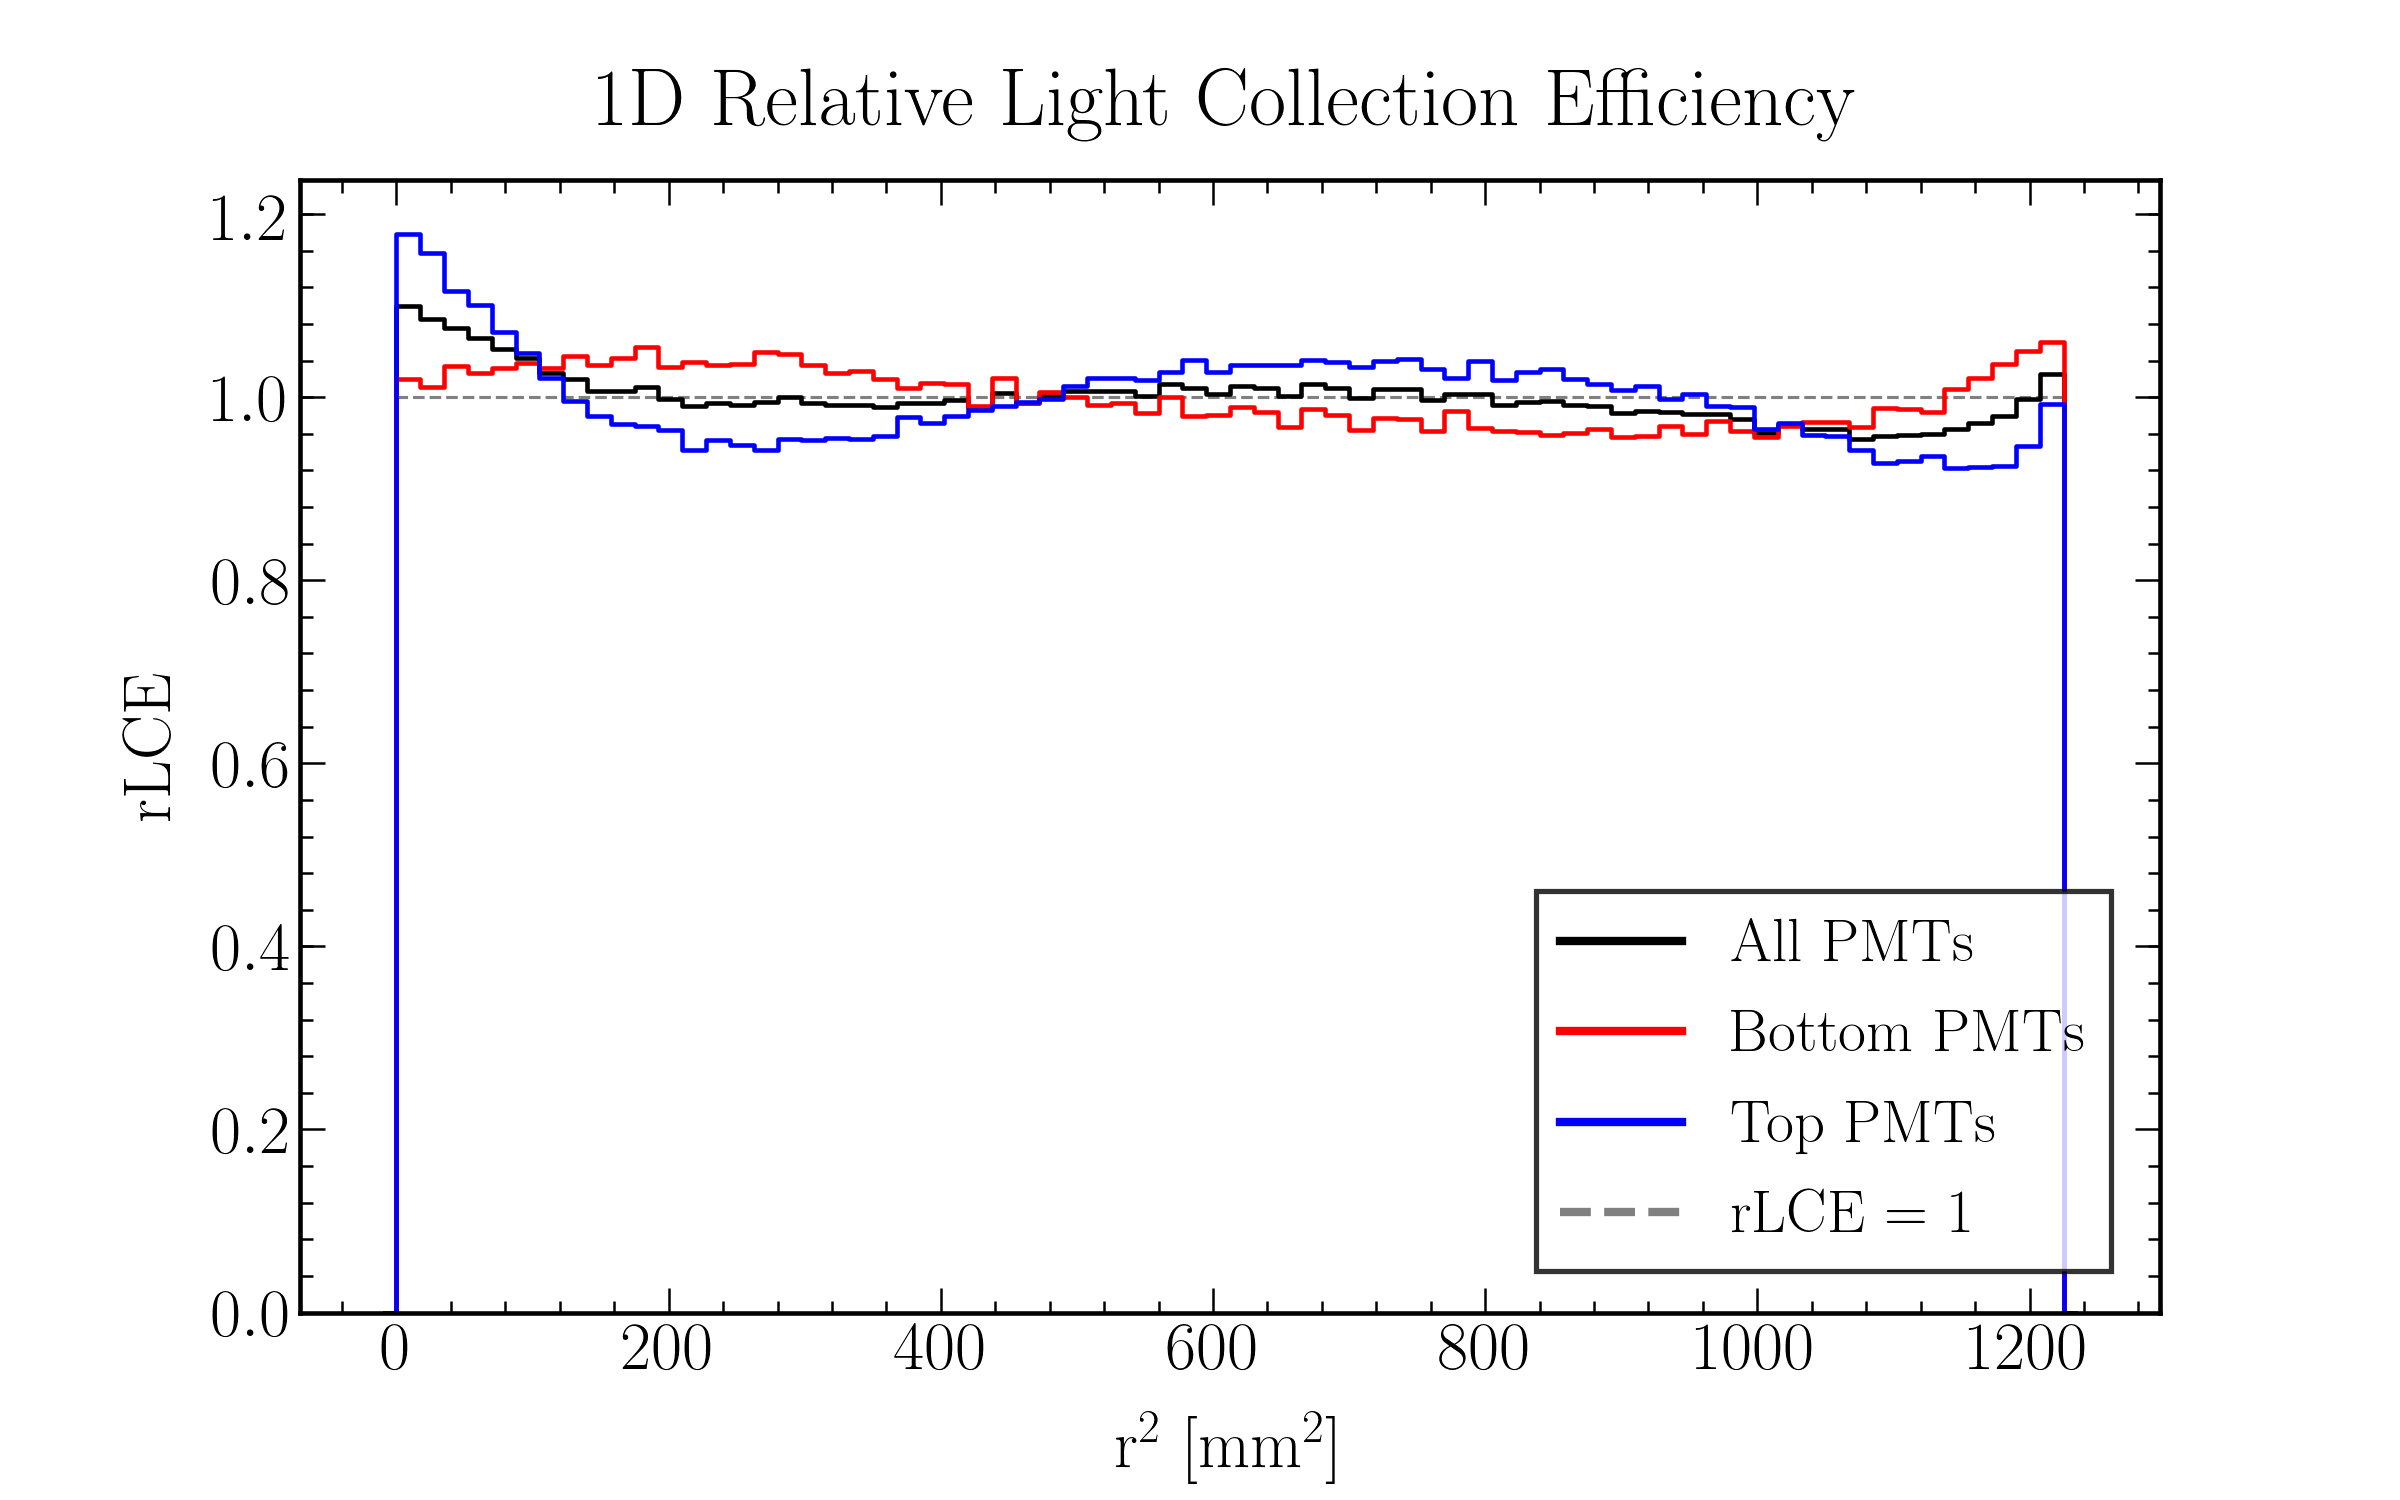 1D Relative Light Collection Efficiency
1.2
1.0
0.8
0.6
0.4
0.2
0.0
rLCE
All PMTs
Bottom PMTs
Top PMTs
rLCE = 1
0 200 400 600 800 1000 1200
r² [mm²]